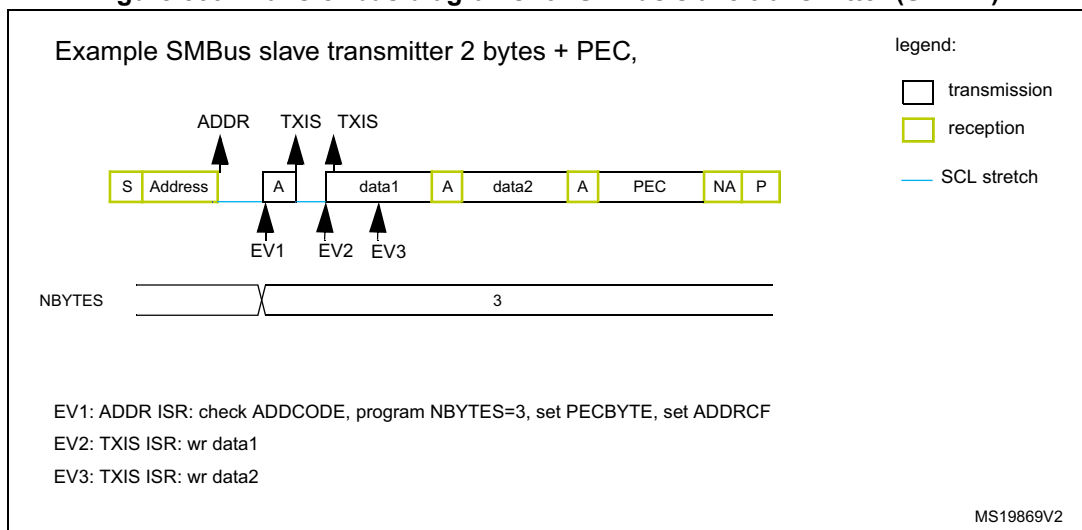 Example SMBus slave transmitter 2 bytes + PEC,
legend:
transmission
reception
SCL stretch
ADDR TXIS TXIS
S Address A data1 A data2 A PEC NA P
EV1 EV2 EV3
NBYTES 3
EV1: ADDR ISR: check ADDCODE, program NBYTES=3, set PECBYTE, set ADDRCF
EV2: TXIS ISR: wr data1
EV3: TXIS ISR: wr data2
MS19869V2